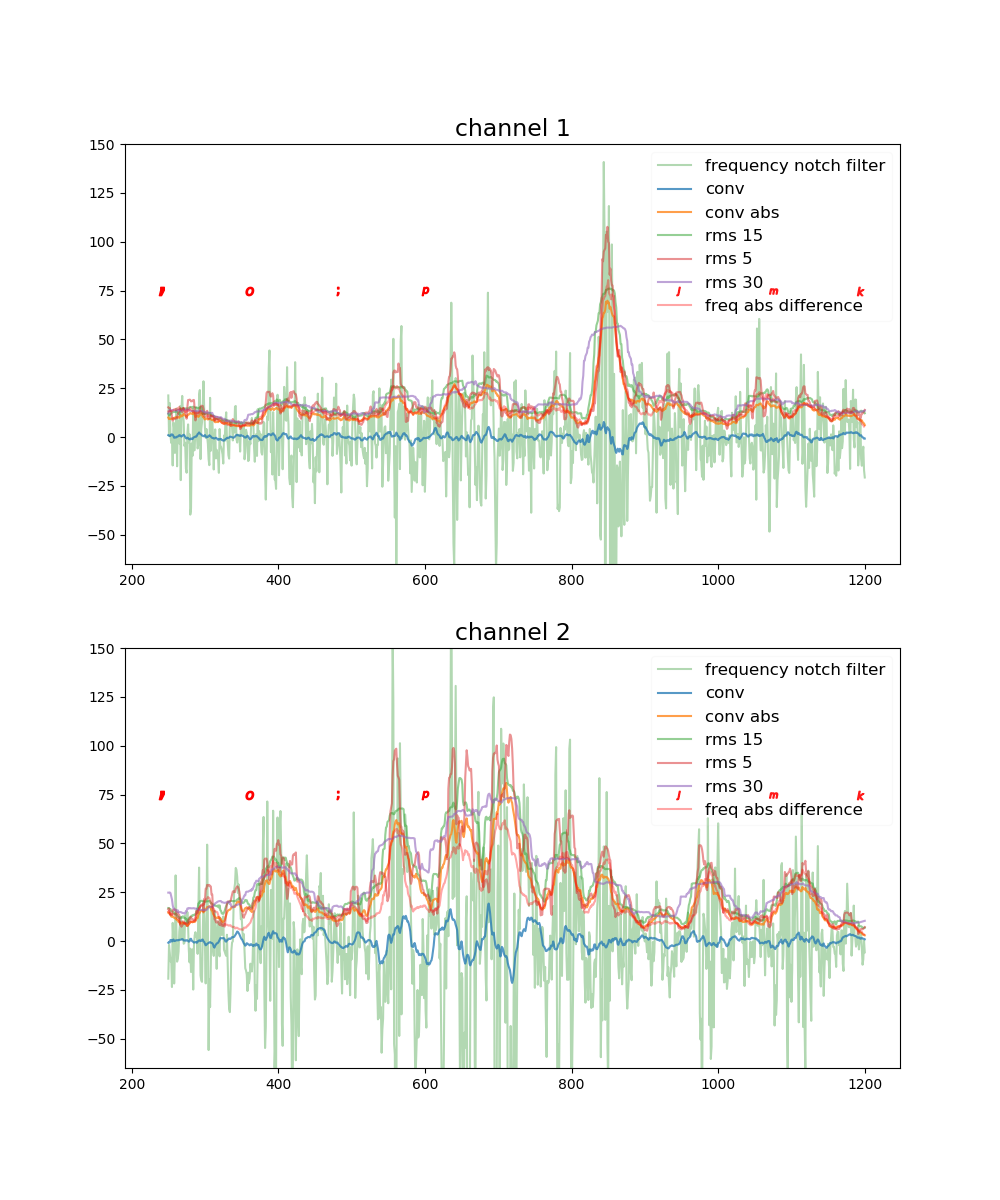 channel 1
150
125
100
75
50
25
0
−25
−50
frequency notch filter
conv
conv abs
rms 15
rms 5
rms 30
freq abs difference
o ; p j m k
200 400 600 800 1000 1200
channel 2
150
125
100
75
50
25
0
−25
−50
frequency notch filter
conv
conv abs
rms 15
rms 5
rms 30
freq abs difference
o ; p j m k
200 400 600 800 1000 1200